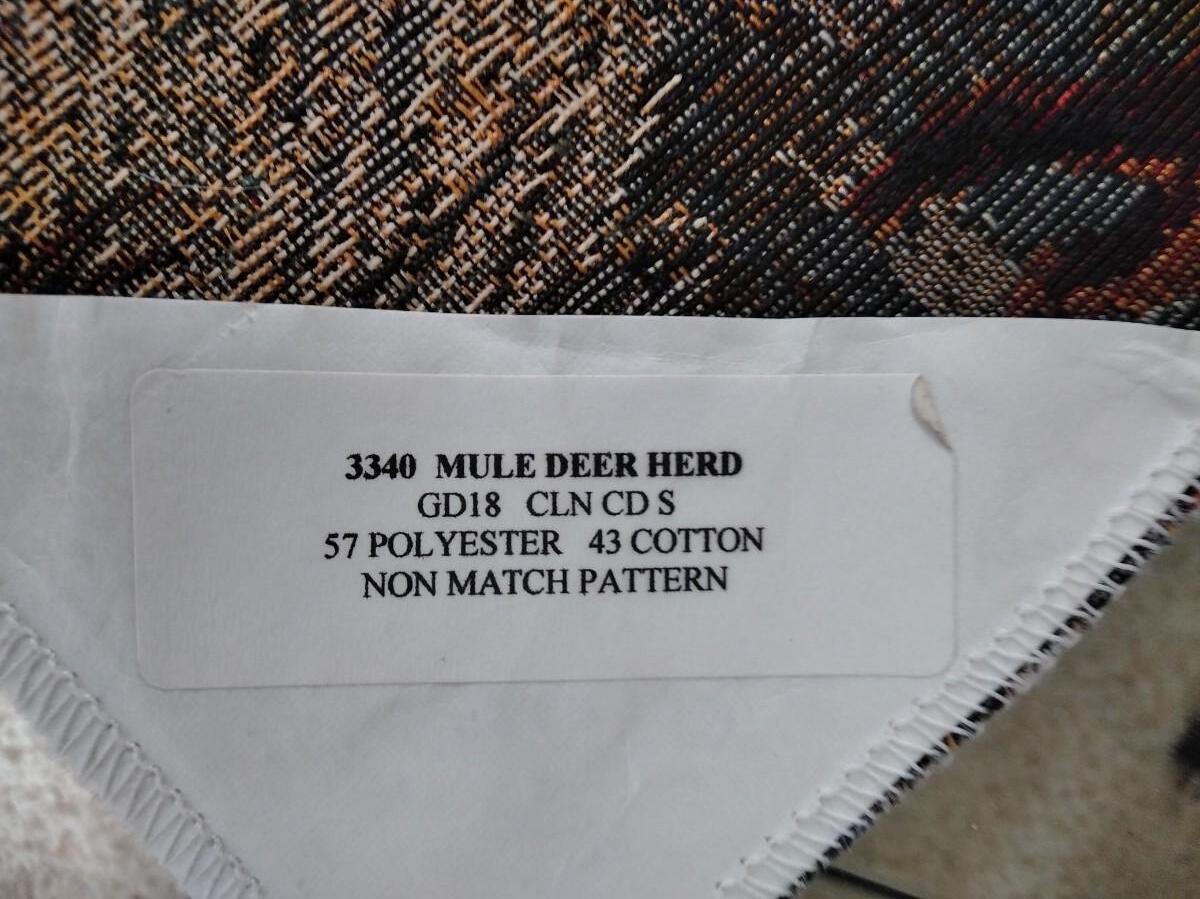 3340 MULE DEER HERD
GD18 CLN CD S
57 POLYESTER 43 COTTON
NON MATCH PATTERN